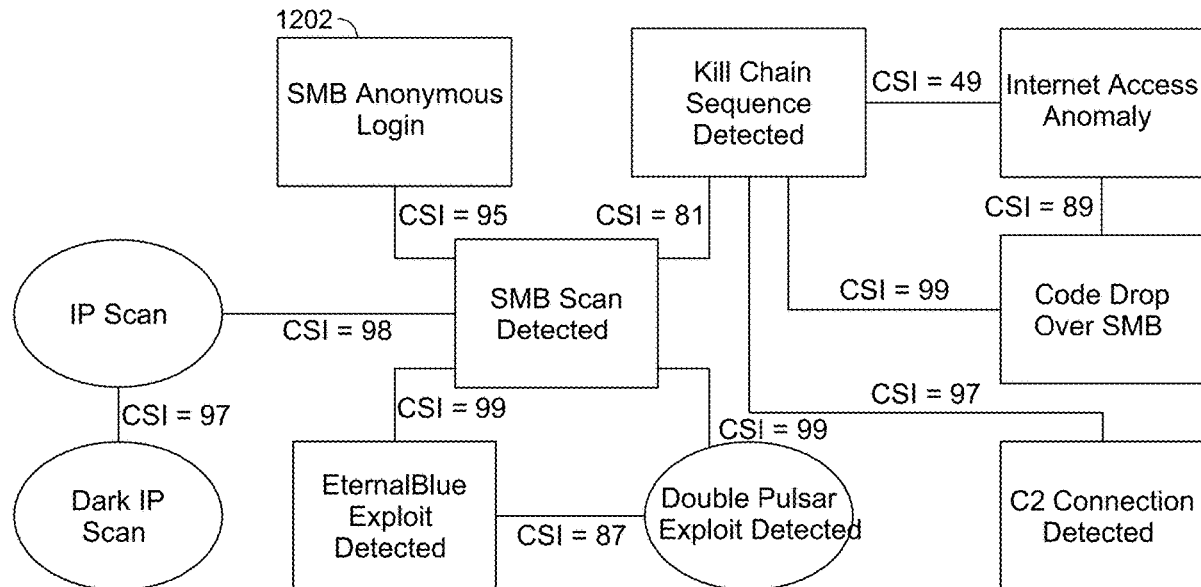 1202
SMB Anonymous
Login
Kill Chain
Sequence
Detected
CSI = 49
Internet Access
Anomaly
CSI = 95
CSI = 81
CSI = 89
IP Scan
CSI = 98
SMB Scan
Detected
CSI = 99
Code Drop
Over SMB
CSI = 97
CSI = 99
CSI = 99
CSI = 97
Dark IP
Scan
EternalBlue
Exploit
Detected
CSI = 87
Double Pulsar
Exploit Detected
C2 Connection
Detected